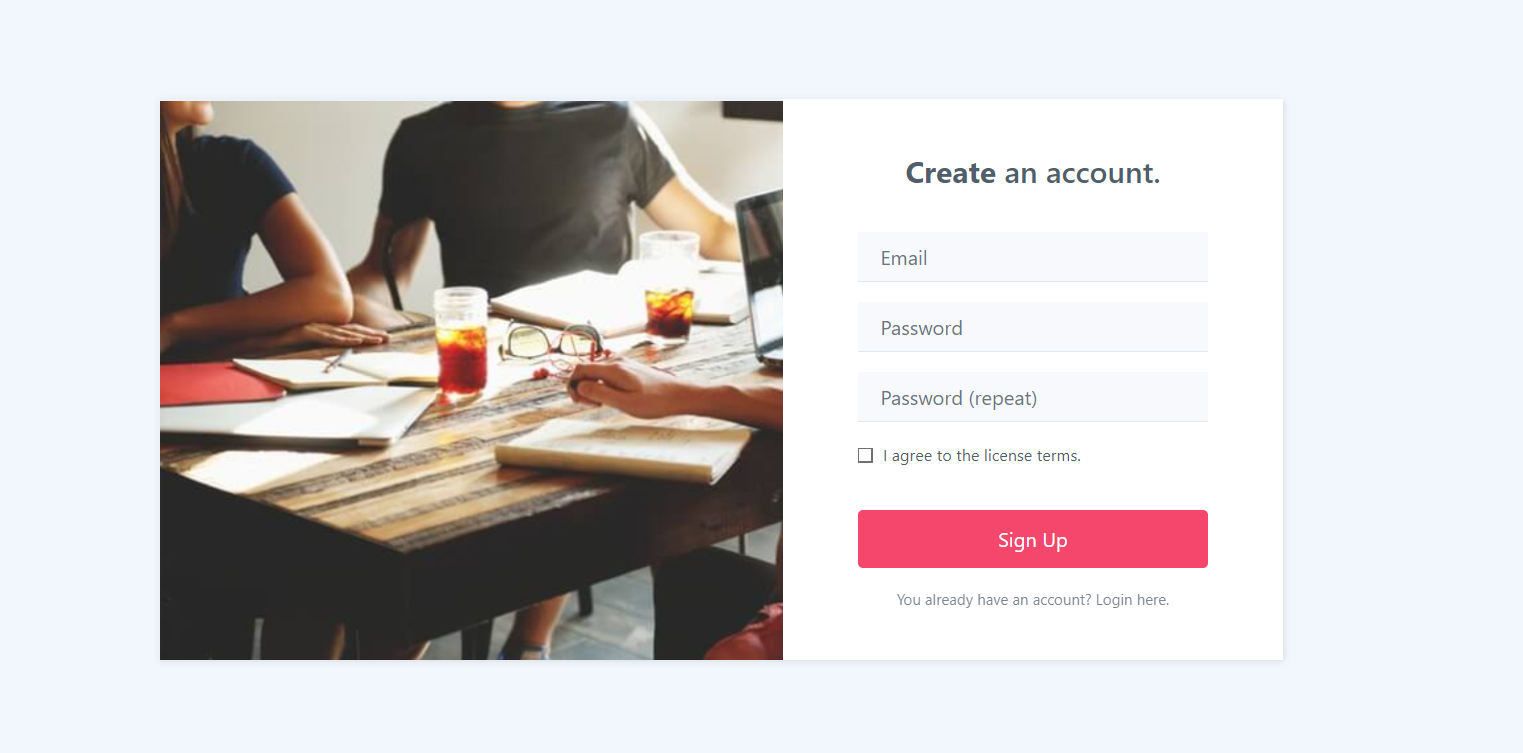 Create an account.
Email
Password
Password (repeat)
I agree to the license terms.
Sign Up
You already have an account? Login here.